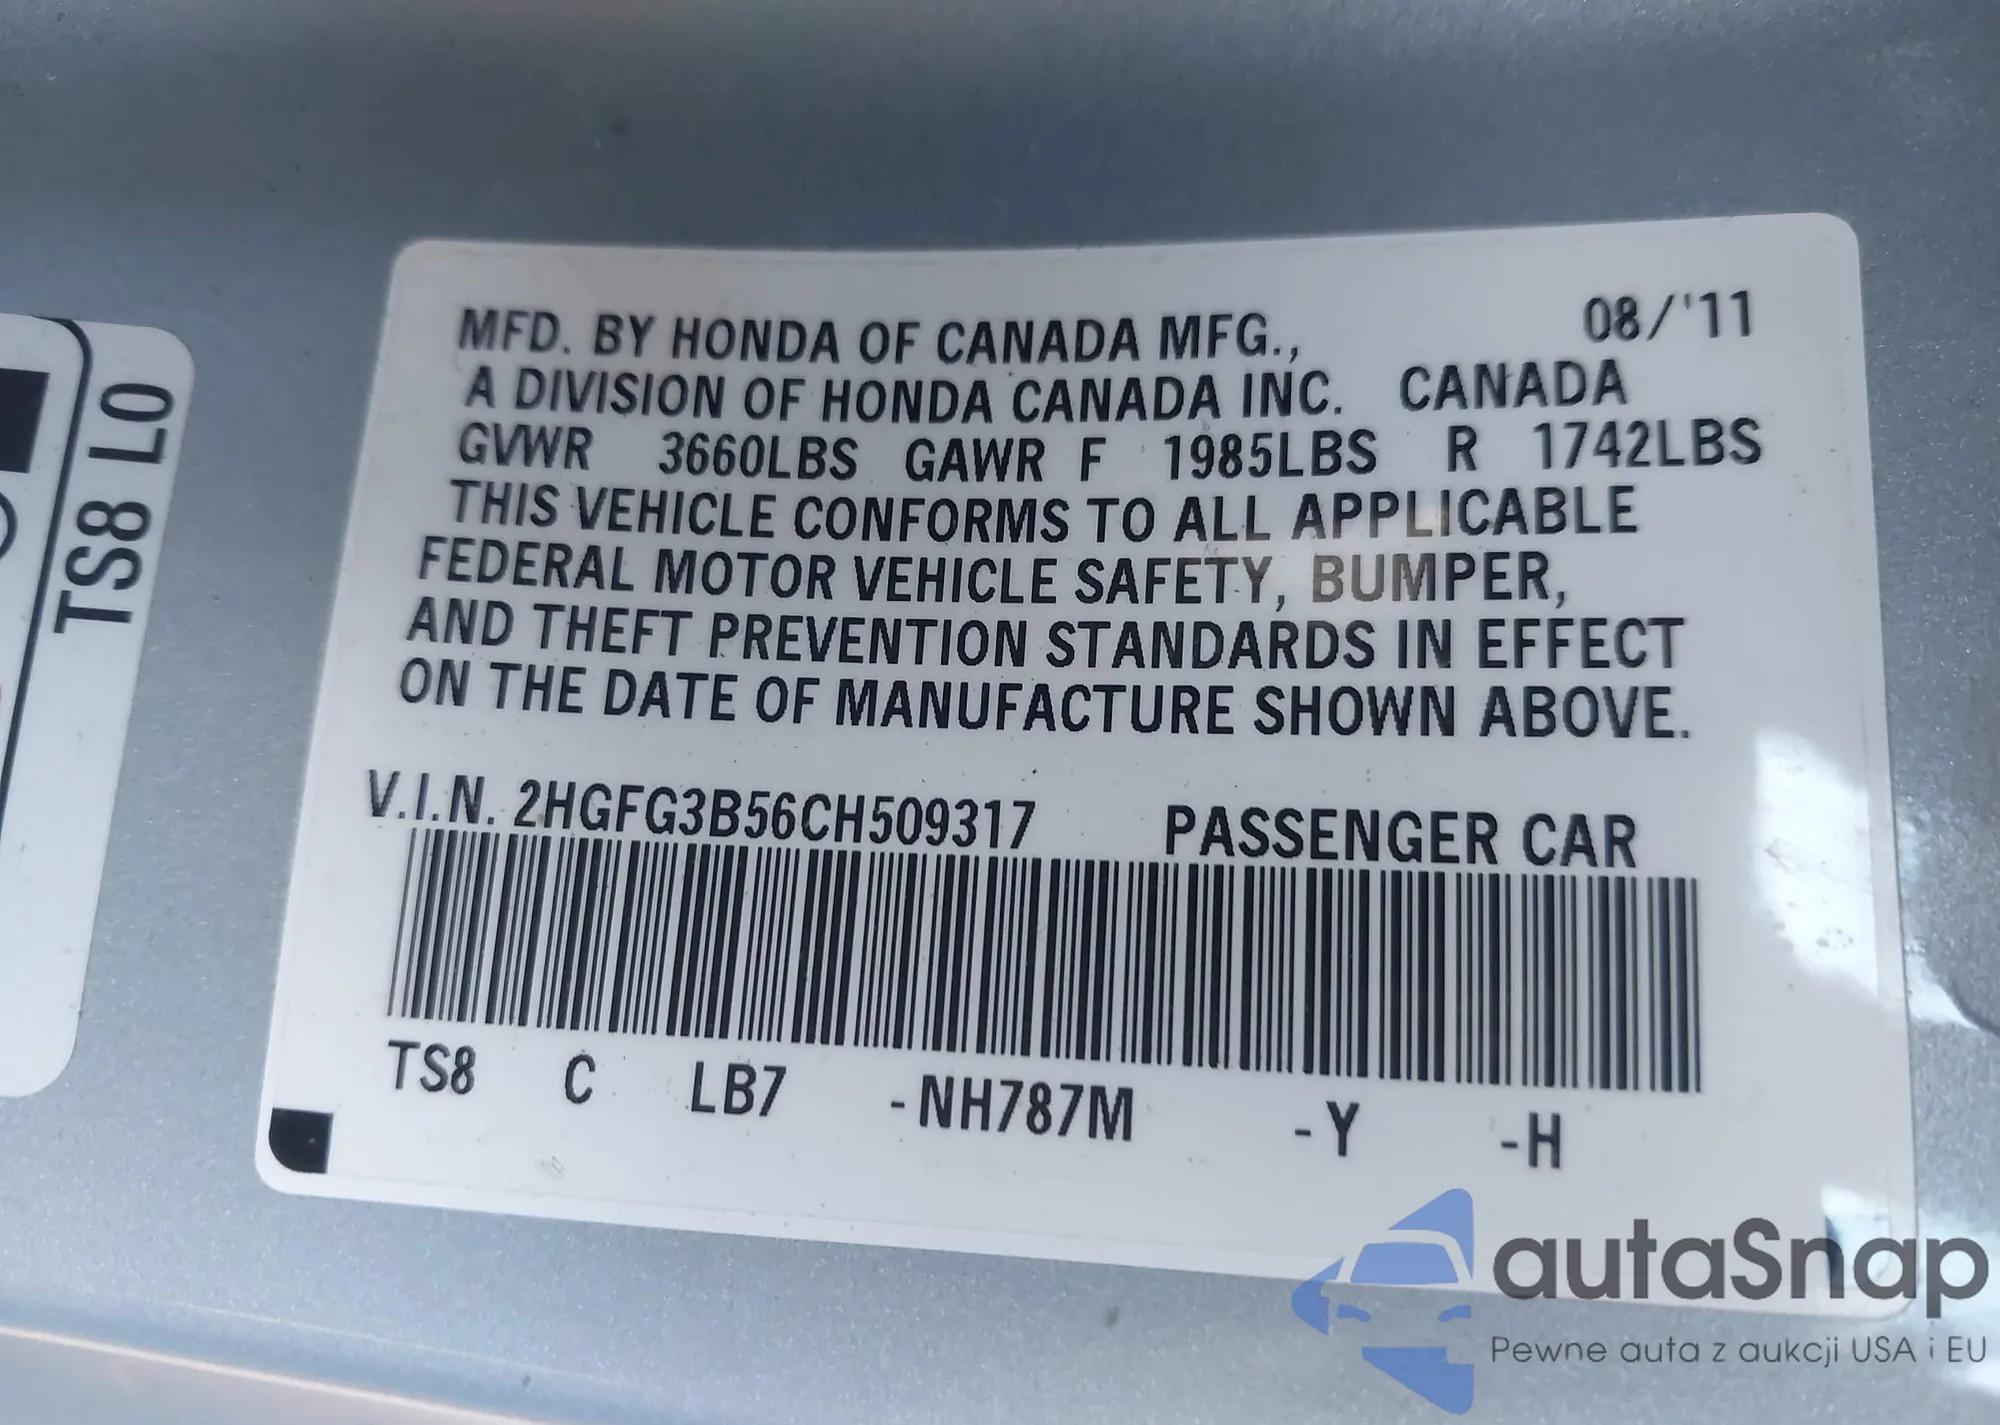 TS8 L0
MFD. BY HONDA OF CANADA MFG., 08/'11
A DIVISION OF HONDA CANADA INC. CANADA
GVWR 3660LBS GAWR F 1985LBS R 1742LBS
THIS VEHICLE CONFORMS TO ALL APPLICABLE
FEDERAL MOTOR VEHICLE SAFETY, BUMPER,
AND THEFT PREVENTION STANDARDS IN EFFECT
ON THE DATE OF MANUFACTURE SHOWN ABOVE.
V.I.N. 2HGFG3B56CH509317 PASSENGER CAR
TS8 C LB7 -NH787M -Y -H
autaSnap
Pewne auta z aukcji USA i EU